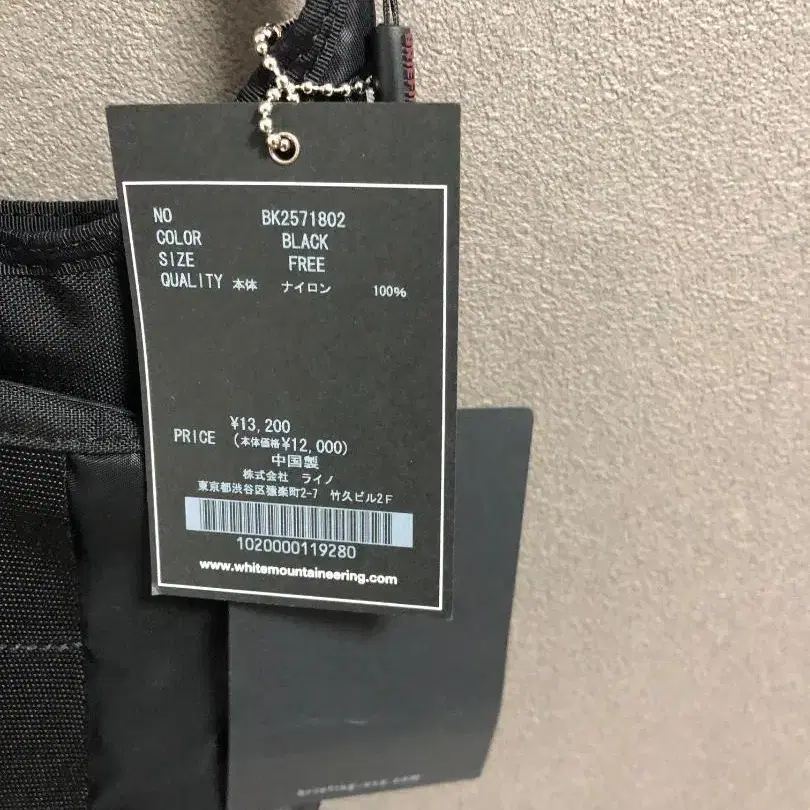 NO BK2571802
COLOR BLACK
SIZE FREE
QUALITY 本体 ナイロン 100%
¥13,200
PRICE (本体価格¥12,000)
中国製
株式会社 ライノ
東京都渋谷区猿楽町2-7 竹久ビル2F
1020000119280
www.whitemountaineering.com